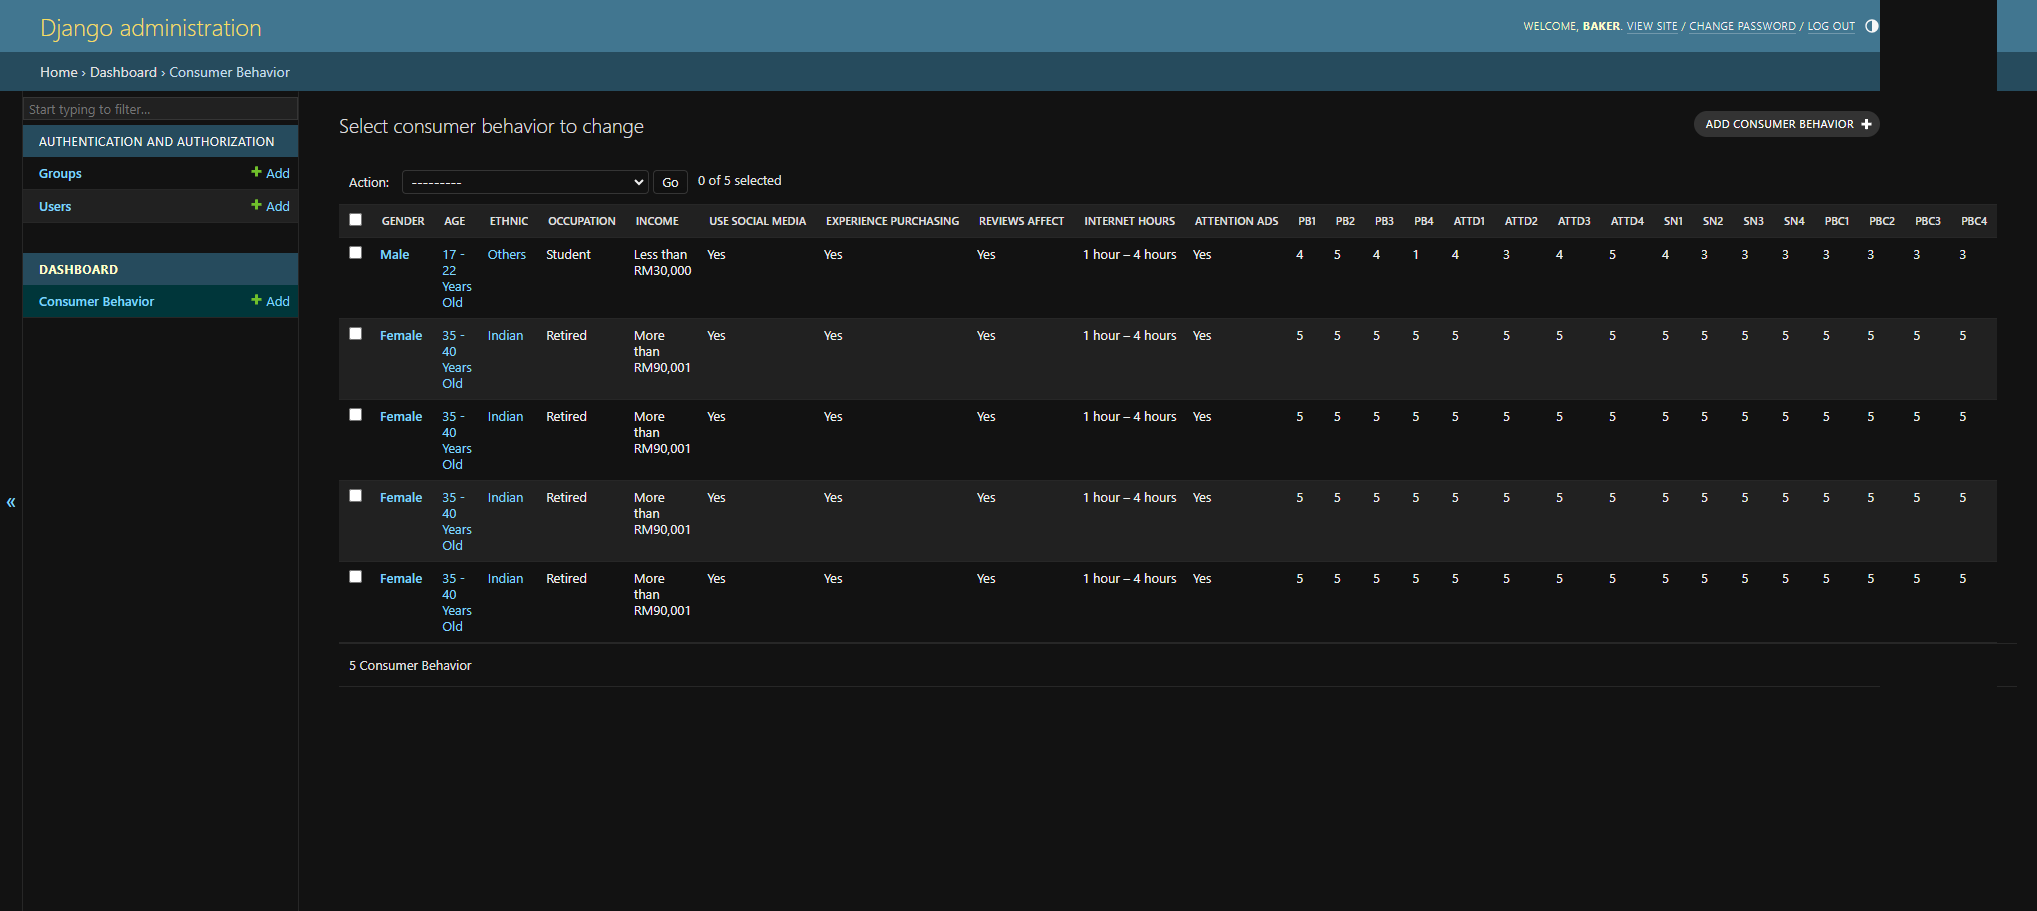 Django administration
WELCOME, BAKER. VIEW SITE / CHANGE PASSWORD / LOG OUT
Home › Dashboard › Consumer Behavior
Start typing to filter...
AUTHENTICATION AND AUTHORIZATION
Groups + Add
Users + Add
DASHBOARD
Consumer Behavior + Add
«
Select consumer behavior to change
ADD CONSUMER BEHAVIOR +
Action: --------- Go 0 of 5 selected
GENDER AGE ETHNIC OCCUPATION INCOME USE SOCIAL MEDIA EXPERIENCE PURCHASING REVIEWS AFFECT INTERNET HOURS ATTENTION ADS PB1 PB2 PB3 PB4 ATTD1 ATTD2 ATTD3 ATTD4 SN1 SN2 SN3 SN4 PBC1 PBC2 PBC3 PBC4
Male 17 - Others Student Less than Yes Yes Yes 1 hour – 4 hours Yes 4 5 4 1 4 3 4 5 4 3 3 3 3 3 3 3
22 RM30,000
Years
Old
Female 35 - Indian Retired More Yes Yes Yes 1 hour – 4 hours Yes 5 5 5 5 5 5 5 5 5 5 5 5 5 5 5 5
40 than
Years RM90,001
Old
Female 35 - Indian Retired More Yes Yes Yes 1 hour – 4 hours Yes 5 5 5 5 5 5 5 5 5 5 5 5 5 5 5 5
40 than
Years RM90,001
Old
Female 35 - Indian Retired More Yes Yes Yes 1 hour – 4 hours Yes 5 5 5 5 5 5 5 5 5 5 5 5 5 5 5 5
40 than
Years RM90,001
Old
Female 35 - Indian Retired More Yes Yes Yes 1 hour – 4 hours Yes 5 5 5 5 5 5 5 5 5 5 5 5 5 5 5 5
40 than
Years RM90,001
Old
5 Consumer Behavior